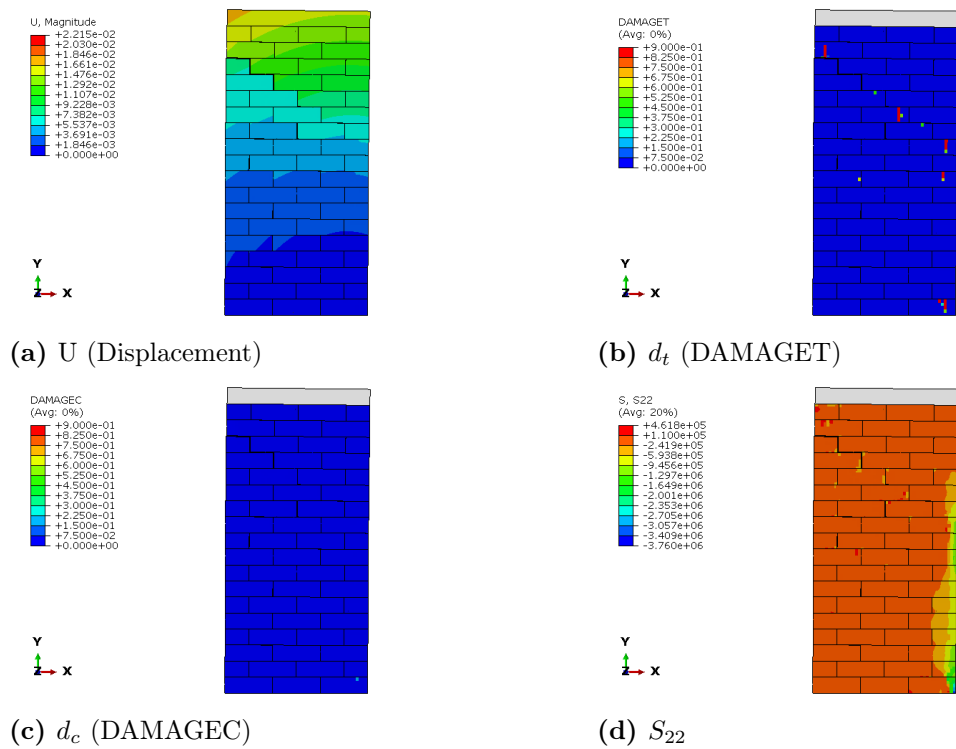 U, Magnitude
+2.215e-02
+2.030e-02
+1.846e-02
+1.661e-02
+1.476e-02
+1.292e-02
+1.107e-02
+9.228e-03
+7.382e-03
+5.537e-03
+3.691e-03
+1.846e-03
+0.000e+00
Y
Z X
(a) U (Displacement)
DAMAGET
(Avg: 0%)
+9.000e-01
+8.250e-01
+7.500e-01
+6.750e-01
+6.000e-01
+5.250e-01
+4.500e-01
+3.750e-01
+3.000e-01
+2.250e-01
+1.500e-01
+7.500e-02
+0.000e+00
Y
Z X
(b) d_t (DAMAGET)
DAMAGEC
(Avg: 0%)
+9.000e-01
+8.250e-01
+7.500e-01
+6.750e-01
+6.000e-01
+5.250e-01
+4.500e-01
+3.750e-01
+3.000e-01
+2.250e-01
+1.500e-01
+7.500e-02
+0.000e+00
Y
Z X
(c) d_c (DAMAGEC)
S, S22
(Avg: 20%)
+4.618e+05
+1.100e+05
-2.419e+05
-5.938e+05
-9.456e+05
-1.297e+06
-1.649e+06
-2.001e+06
-2.353e+06
-2.705e+06
-3.057e+06
-3.409e+06
-3.760e+06
Y
Z X
(d) S_22